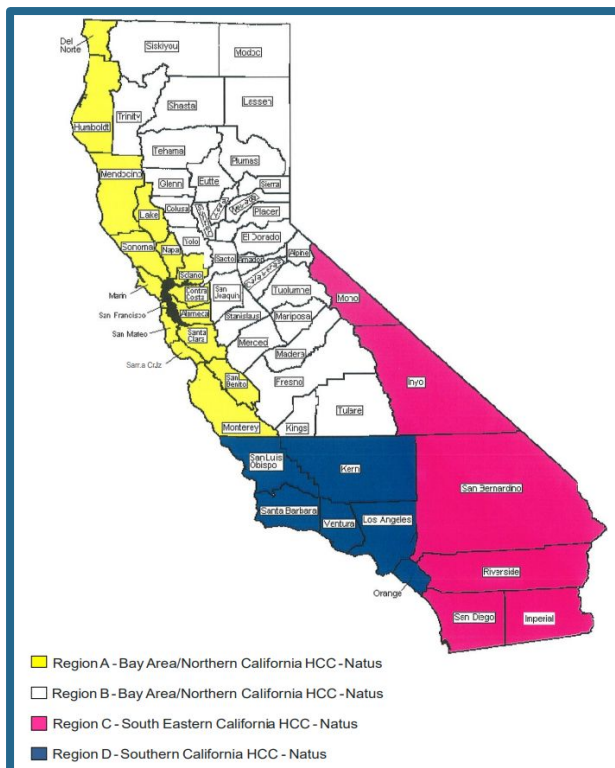 Del
Norte
Siskiyou
Modoc
Humboldt
Trinity
Shasta
Lassen
Tehama
Plumas
Mendocino
Glenn
Eutte
Sierra
Lake
Colusa
Placer
Sonoma
Napa
Yolo
El Dorado
Sacto
Amador
Alpine
Solano
Marin
Contra
Costa
San
Joaquin
Tuolumne
Mono
San Francisco
Alameca
Stanislaus
Mariposa
San Mateo
Santa
Clara
Merced
Madera
Santa Cruz
San
Benito
Fresno
Inyo
Monterey
Kings
Tulare
San Luis
Obispo
Kern
San Bernardino
Santa Barbara
Ventura
Los Angeles
Orange
Riverside
San Diego
Imperial
Region A - Bay Area/Northern California HCC - Natus
Region B - Bay Area/Northern California HCC - Natus
Region C - South Eastern California HCC - Natus
Region D - Southern California HCC - Natus